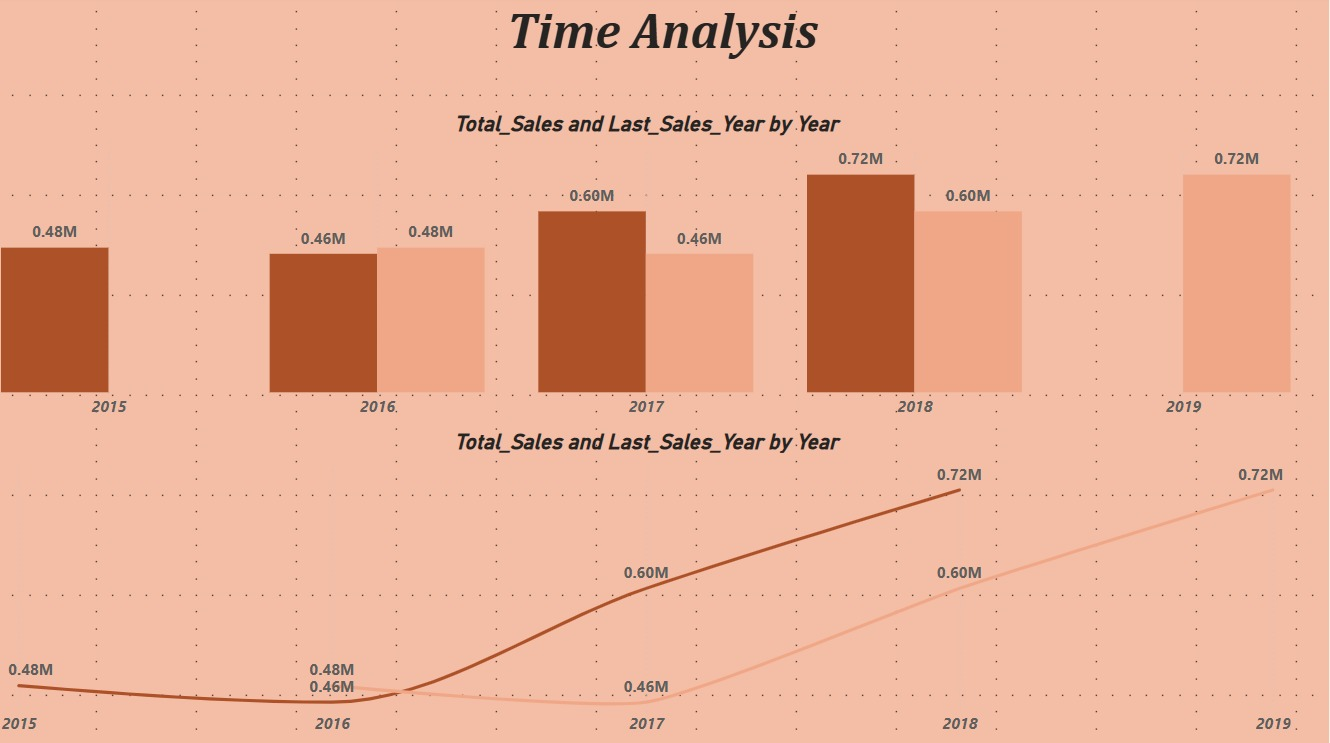 Time Analysis
Total_Sales and Last_Sales_Year by Year
0.72M 0.72M
0.60M 0.60M
0.48M 0.46M 0.48M 0.46M
2015 2016 2017 2018 2019
Total_Sales and Last_Sales_Year by Year
0.72M 0.72M
0.60M 0.60M
0.48M 0.48M
0.46M 0.46M
2015 2016 2017 2018 2019